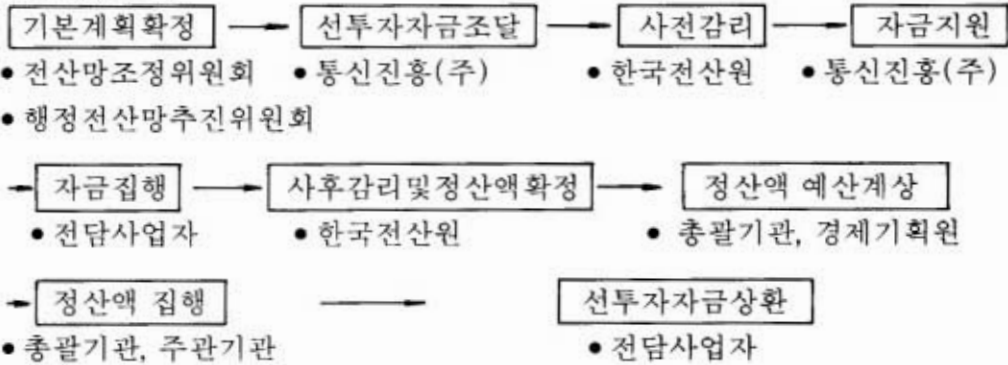 기본계획확정 선투자자금조달 사전감리 자금지원
• 전산망조정위원회 • 통신진흥(주) • 한국전산원 • 통신진흥(주)
• 행정전산망추진위원회
자금집행 사후감리및정산액확정 정산액 예산계상
• 전담사업자 • 한국전산원 • 총괄기관, 경제기획원
정산액 집행 선투자자금상환
• 총괄기관, 주관기관 • 전담사업자